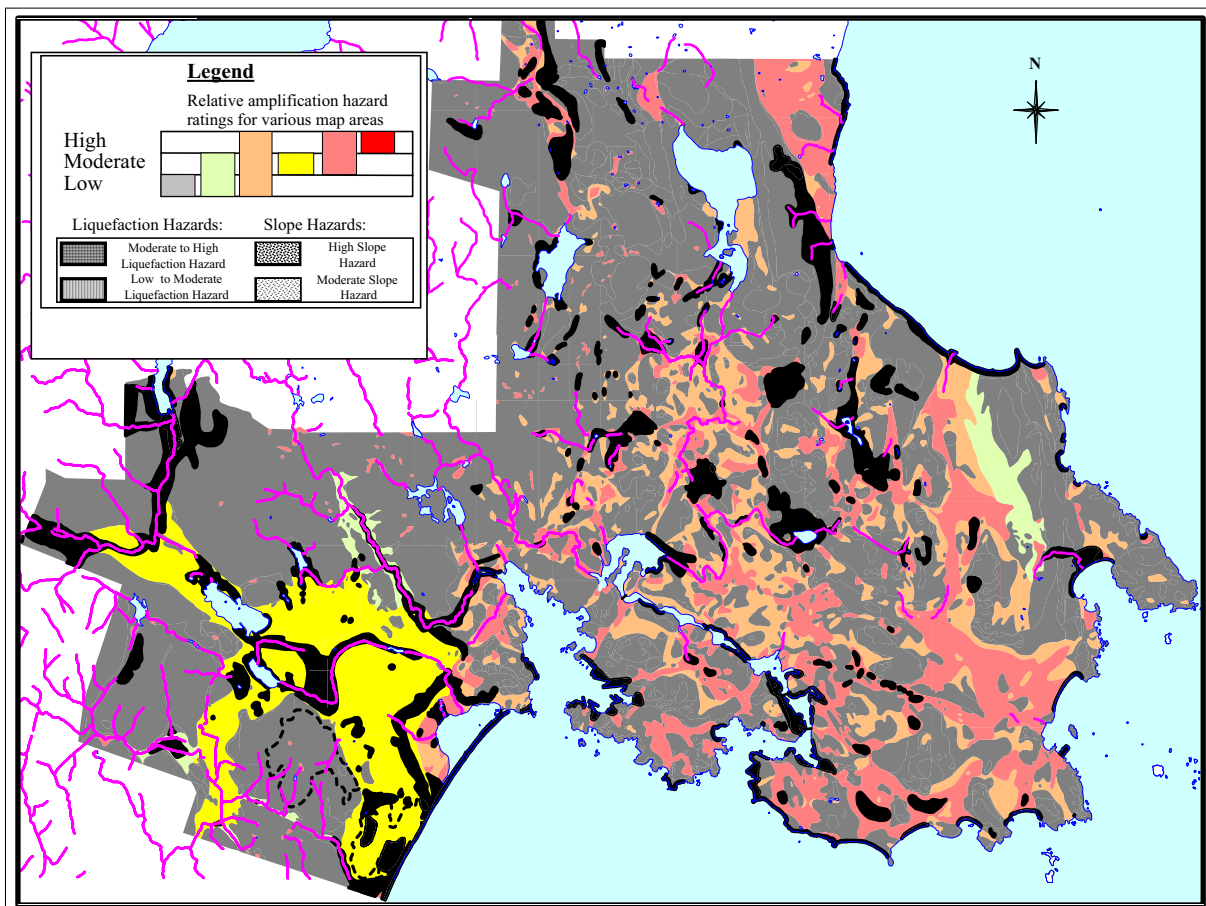 Legend
Relative amplification hazard
ratings for various map areas
High
Moderate
Low
Liquefaction Hazards:
Slope Hazards:
Moderate to High
Liquefaction Hazard
High Slope
Hazard
Low to Moderate
Liquefaction Hazard
Moderate Slope
Hazard
N